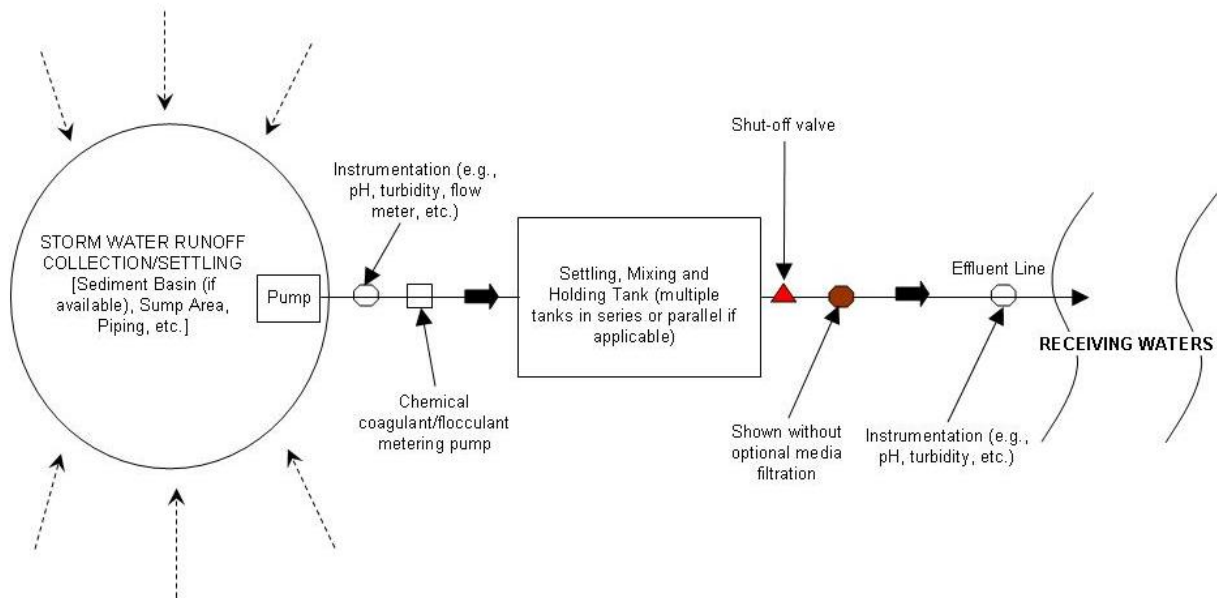 STORM WATER RUNOFF
COLLECTION/SETTLING
[Sediment Basin (if
available), Sump Area,
Piping, etc.]
Pump
Instrumentation (e.g.,
pH, turbidity, flow
meter, etc.)
Chemical
coagulant/flocculant
metering pump
Settling, Mixing and
Holding Tank (multiple
tanks in series or parallel if
applicable)
Shut-off valve
Shown without
optional media
filtration
Effluent Line
Instrumentation (e.g.,
pH, turbidity, etc.)
RECEIVING WATERS